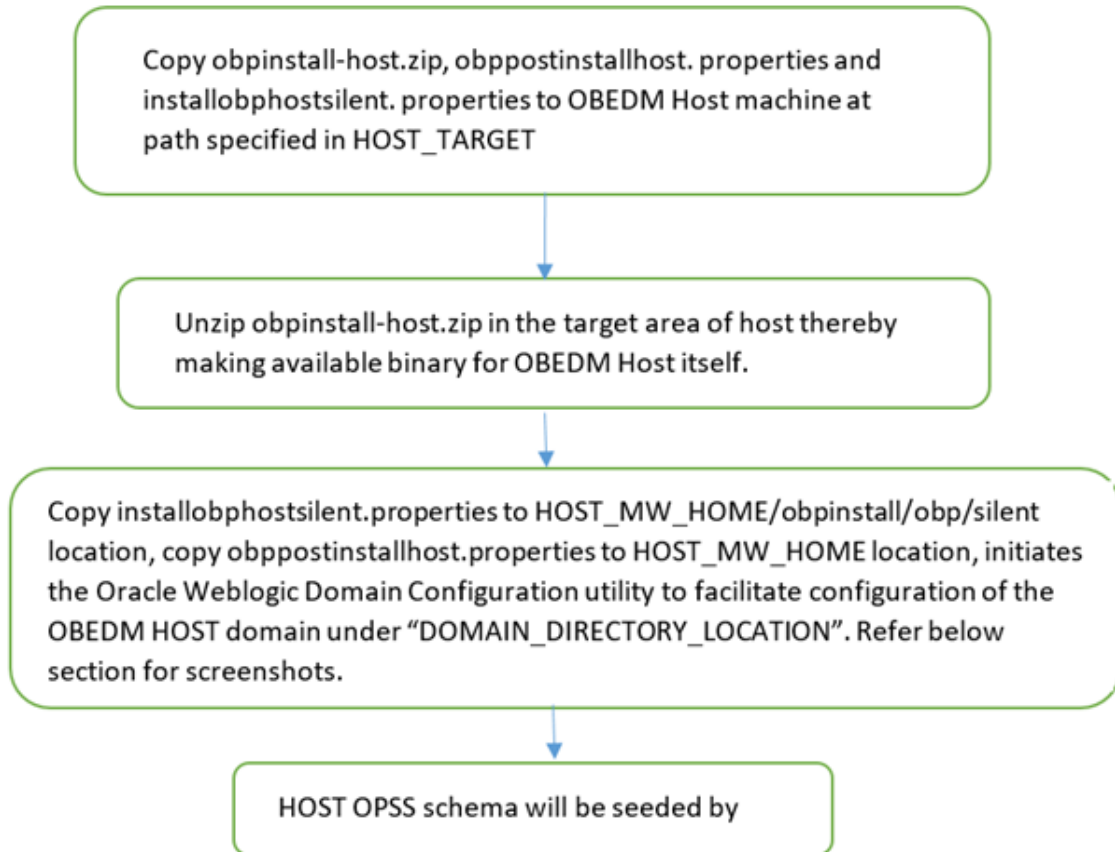 Copy obpinstall-host.zip, obppostinstallhost. properties and
installobphostsilent. properties to OBEDM Host machine at
path specified in HOST_TARGET
Unzip obpinstall-host.zip in the target area of host thereby
making available binary for OBEDM Host itself.
Copy installobphostsilent.properties to HOST_MW_HOME/obpinstall/obp/silent
location, copy obppostinstallhost.properties to HOST_MW_HOME location, initiates
the Oracle Weblogic Domain Configuration utility to facilitate configuration of the
OBEDM HOST domain under “DOMAIN_DIRECTORY_LOCATION”. Refer below
section for screenshots.
HOST OPSS schema will be seeded by